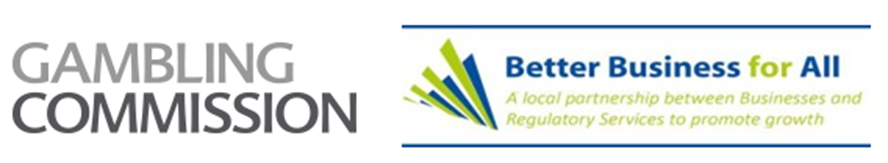 GAMBLING
COMMISSION
Better Business for All
A local partnership between Businesses and
Regulatory Services to promote growth